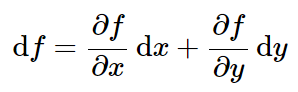 df = ∂f/∂x dx + ∂f/∂y dy